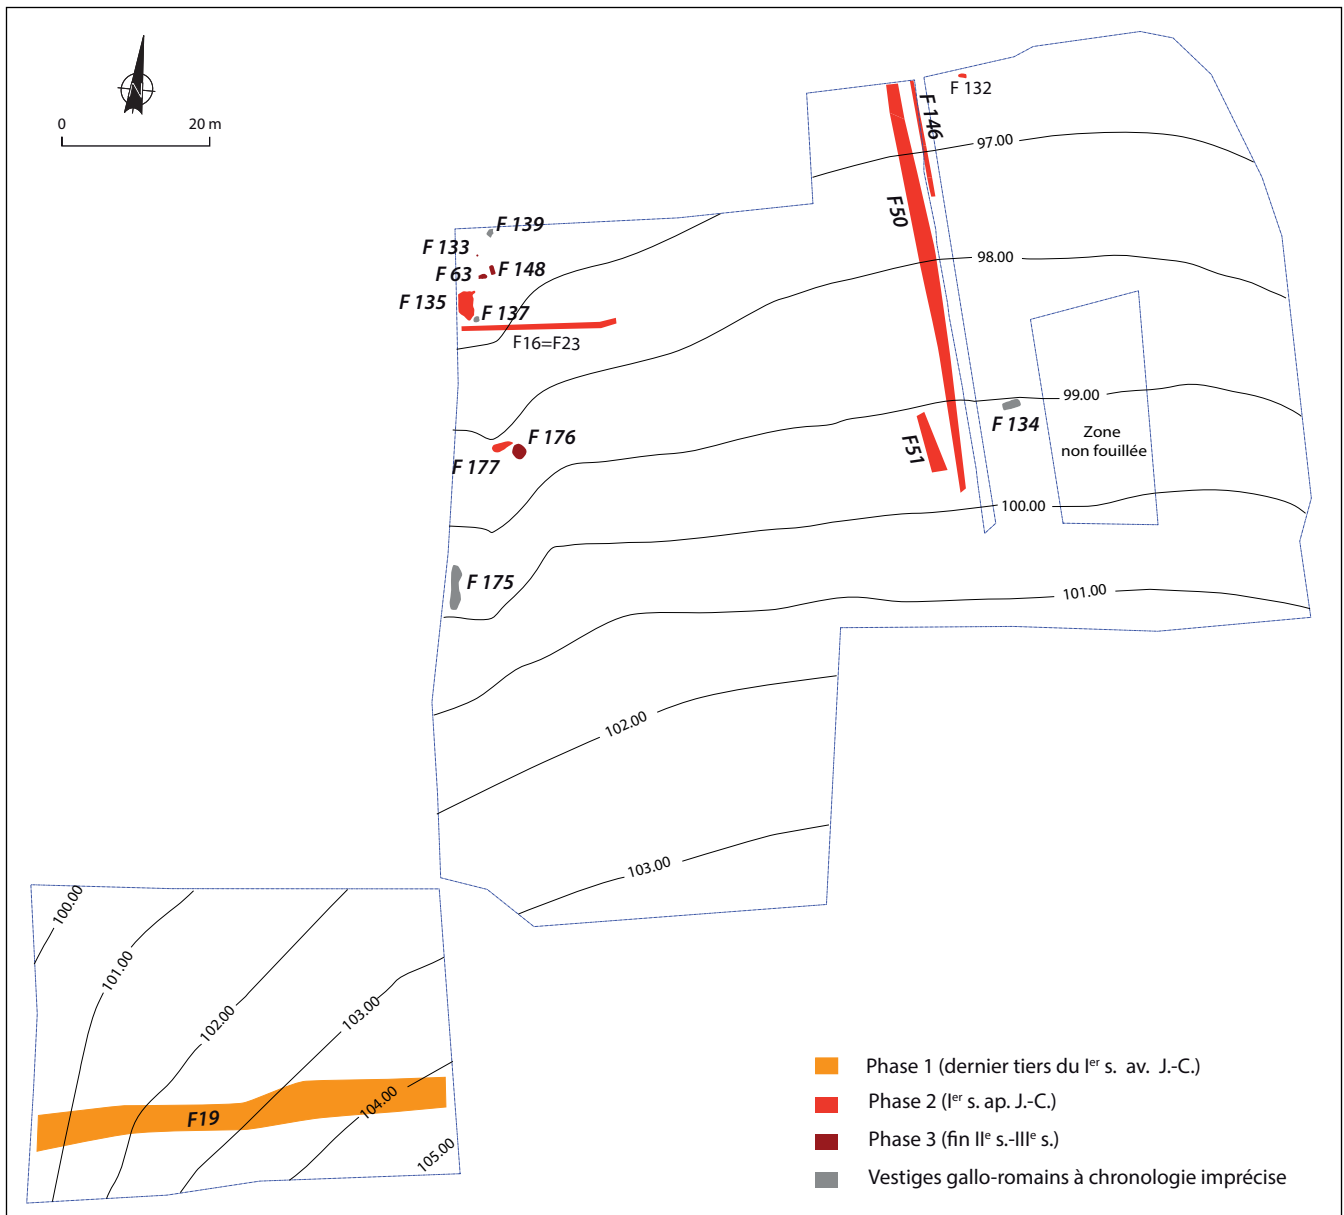 N
0 20 m
F 132
F 146
97.00
F50
F 139
F 133
F 148
F 63
98.00
F 135
F 137
F16=F23
99.00
F 134
Zone
non fouillée
F 176
F 177
F51
100.00
F 175
101.00
102.00
103.00
100.00
101.00
102.00
103.00
104.00
F19
105.00
Phase 1 (dernier tiers du Ier s. av. J.-C.)
Phase 2 (Ier s. ap. J.-C.)
Phase 3 (fin IIe s.-IIIe s.)
Vestiges gallo-romains à chronologie imprécise